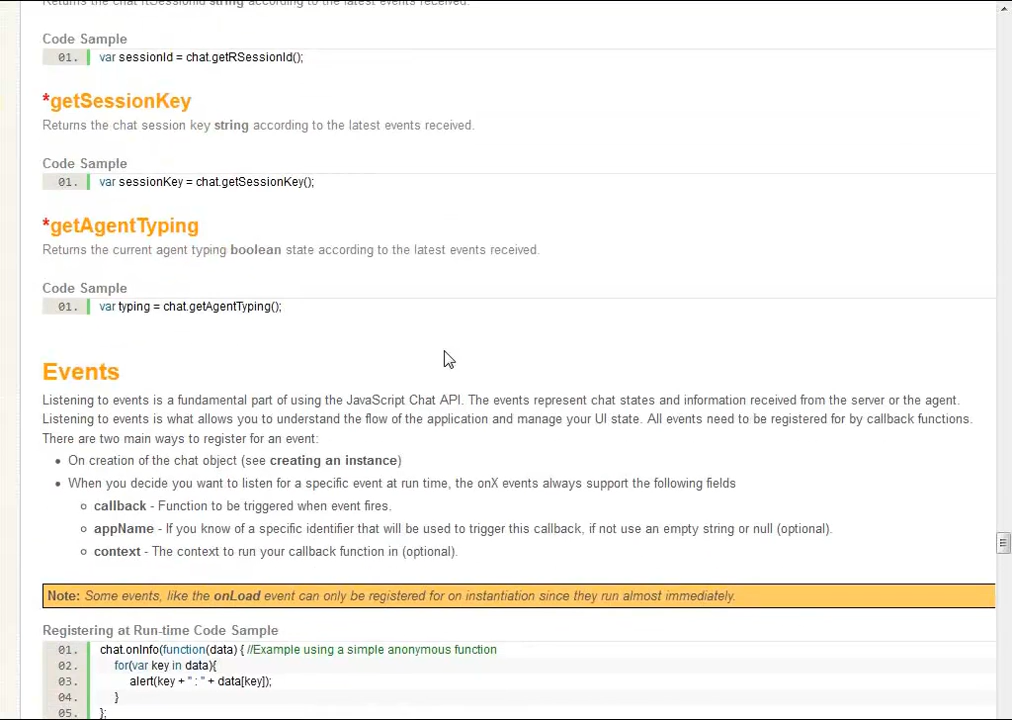 Returns the chat rtSessionId string according to the latest events received.
Code Sample
01. var sessionId = chat.getRSessionId();
*getSessionKey
Returns the chat session key string according to the latest events received.
Code Sample
01. var sessionKey = chat.getSessionKey();
*getAgentTyping
Returns the current agent typing boolean state according to the latest events received.
Code Sample
01. var typing = chat.getAgentTyping();
Events
Listening to events is a fundamental part of using the JavaScript Chat API. The events represent chat states and information received from the server or the agent.
Listening to events is what allows you to understand the flow of the application and manage your UI state. All events need to be registered for by callback functions.
There are two main ways to register for an event:
• On creation of the chat object (see creating an instance)
• When you decide you want to listen for a specific event at run time, the onX events always support the following fields
○ callback - Function to be triggered when event fires.
○ appName - If you know of a specific identifier that will be used to trigger this callback, if not use an empty string or null (optional).
○ context - The context to run your callback function in (optional).
Note: Some events, like the onLoad event can only be registered for on instantiation since they run almost immediately.
Registering at Run-time Code Sample
01. chat.onInfo(function(data) { //Example using a simple anonymous function
02. for(var key in data){
03. alert(key + " : " + data[key]);
04. }
05. };